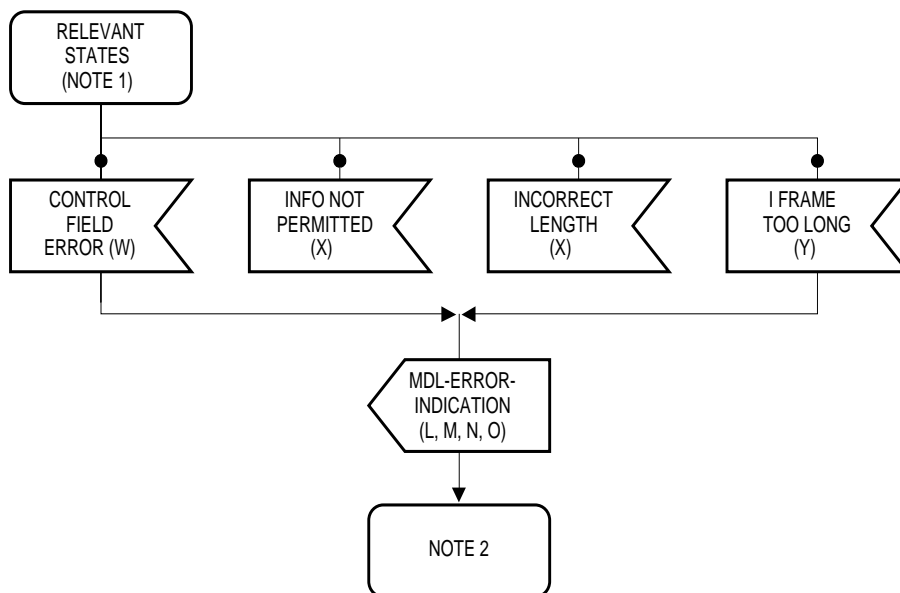 RELEVANT
STATES
(NOTE 1)
CONTROL
FIELD
ERROR (W)
INFO NOT
PERMITTED
(X)
INCORRECT
LENGTH
(X)
I FRAME
TOO LONG
(Y)
MDL-ERROR-
INDICATION
(L, M, N, O)
NOTE 2